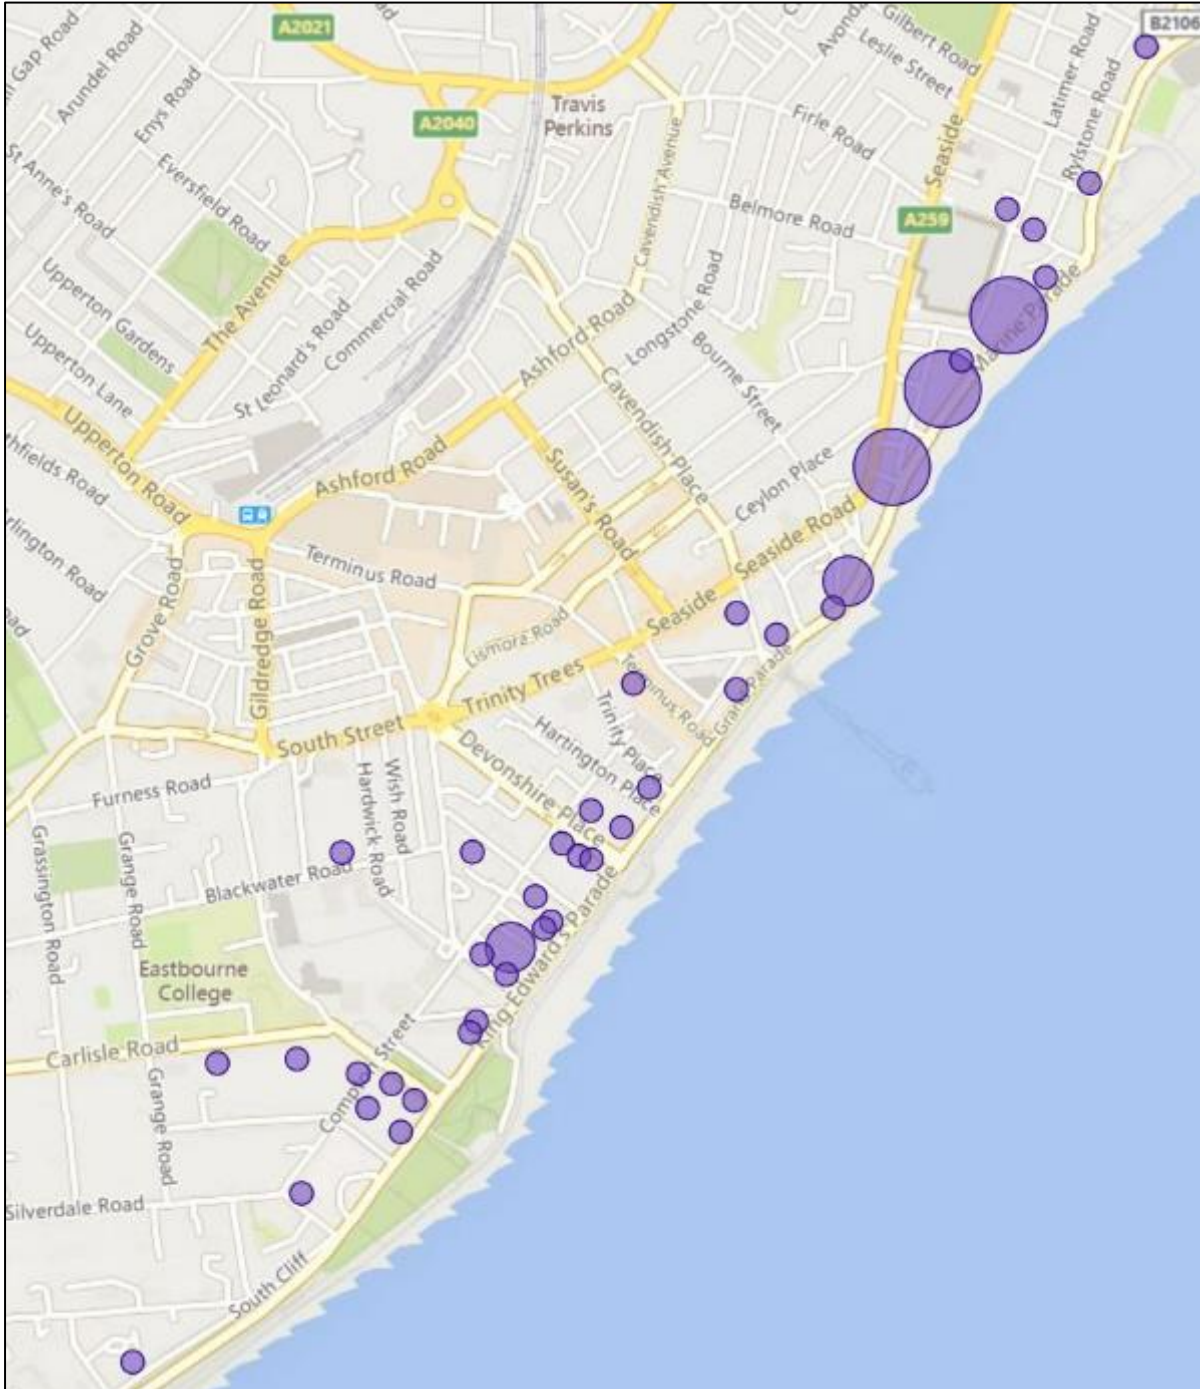 A2021
B2106
Gap Road
Arundel Road
Enys Road
Gilbert Road
Leslie Street
Latimer Road
Rylstone Road
A2040
Travis
Perkins
Firle Road
Seaside
St Anne's Road
Eversfield Road
Cavendish Avenue
Belmore Road
A259
Upperton Gardens
The Avenue
Commercial Road
St Leonard's Road
Upperton Lane
Ashford Road
Longstone Road
Bourne Street
Marine Parade
Upperton Road
Cavendish Place
Ashford Road
Susan's Road
Ceylon Place
Seaside Road
Terminus Road
Grove Road
Gildredge Road
Lismore Road
Seaside
Trinity Trees
Terminus Road
Grand Parade
South Street
Trinity Place
Hartington Place
Devonshire Place
Furness Road
Wish Road
Hardwick Road
Grassington Road
Grange Road
Blackwater Road
King Edward's Parade
Eastbourne
College
Carlisle Road
Compton Street
Grange Road
Silverdale Road
South Cliff